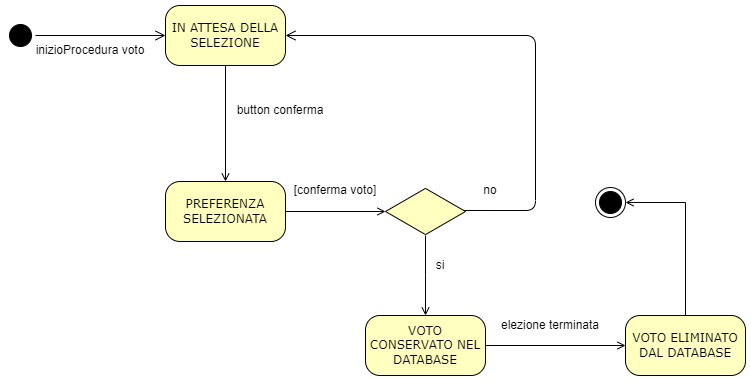 IN ATTESA DELLA
SELEZIONE
inizioProcedura voto
button conferma
PREFERENZA
SELEZIONATA
[conferma voto]
no
si
VOTO
CONSERVATO NEL
DATABASE
elezione terminata
VOTO ELIMINATO
DAL DATABASE